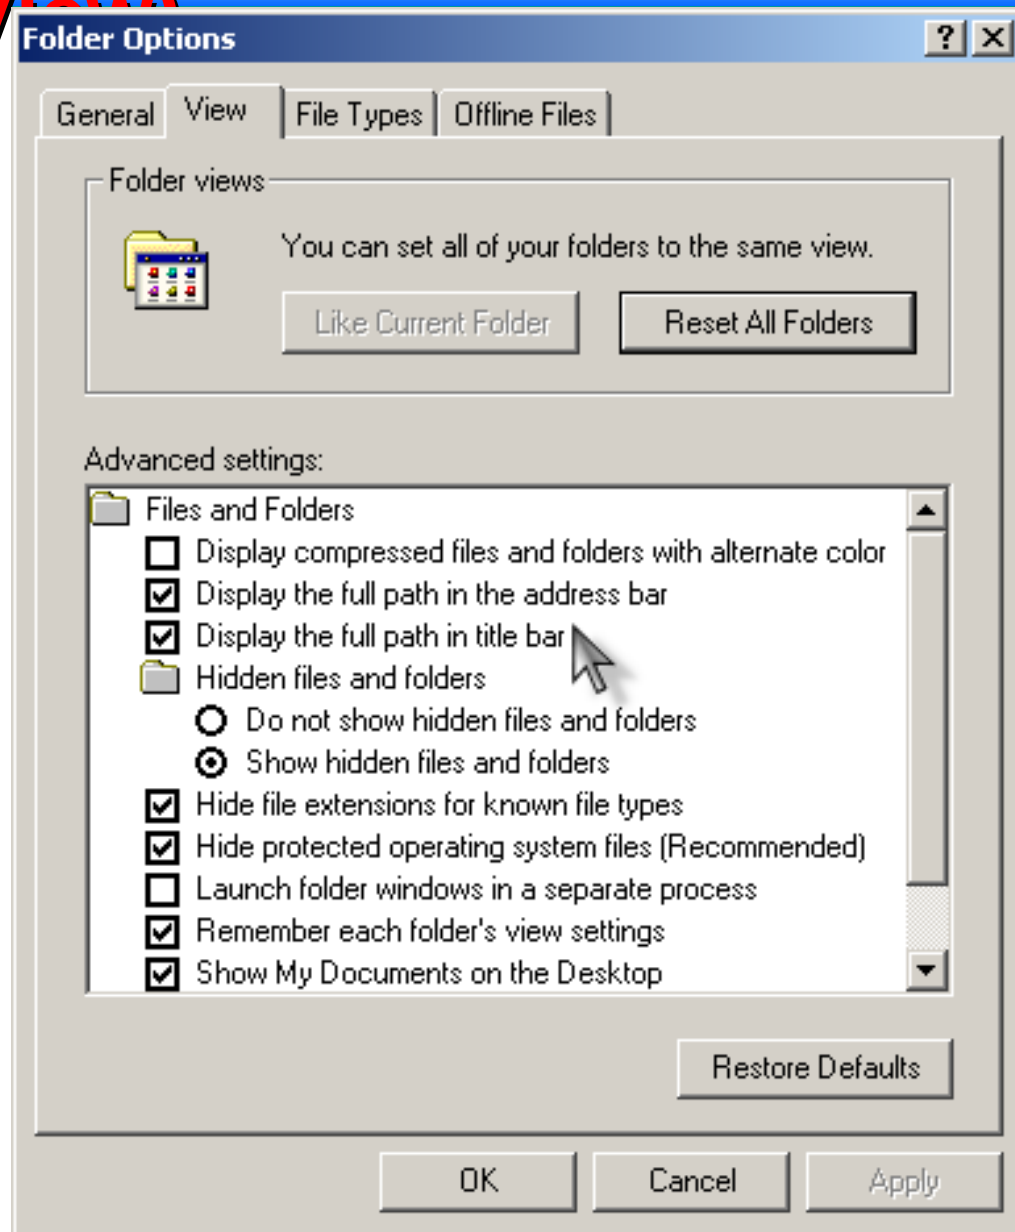 Folder Options
General View File Types Offline Files
Folder views
You can set all of your folders to the same view.
Like Current Folder Reset All Folders
Advanced settings:
Files and Folders
Display compressed files and folders with alternate color
Display the full path in the address bar
Display the full path in title bar
Hidden files and folders
Do not show hidden files and folders
Show hidden files and folders
Hide file extensions for known file types
Hide protected operating system files (Recommended)
Launch folder windows in a separate process
Remember each folder's view settings
Show My Documents on the Desktop
Restore Defaults
OK Cancel Apply